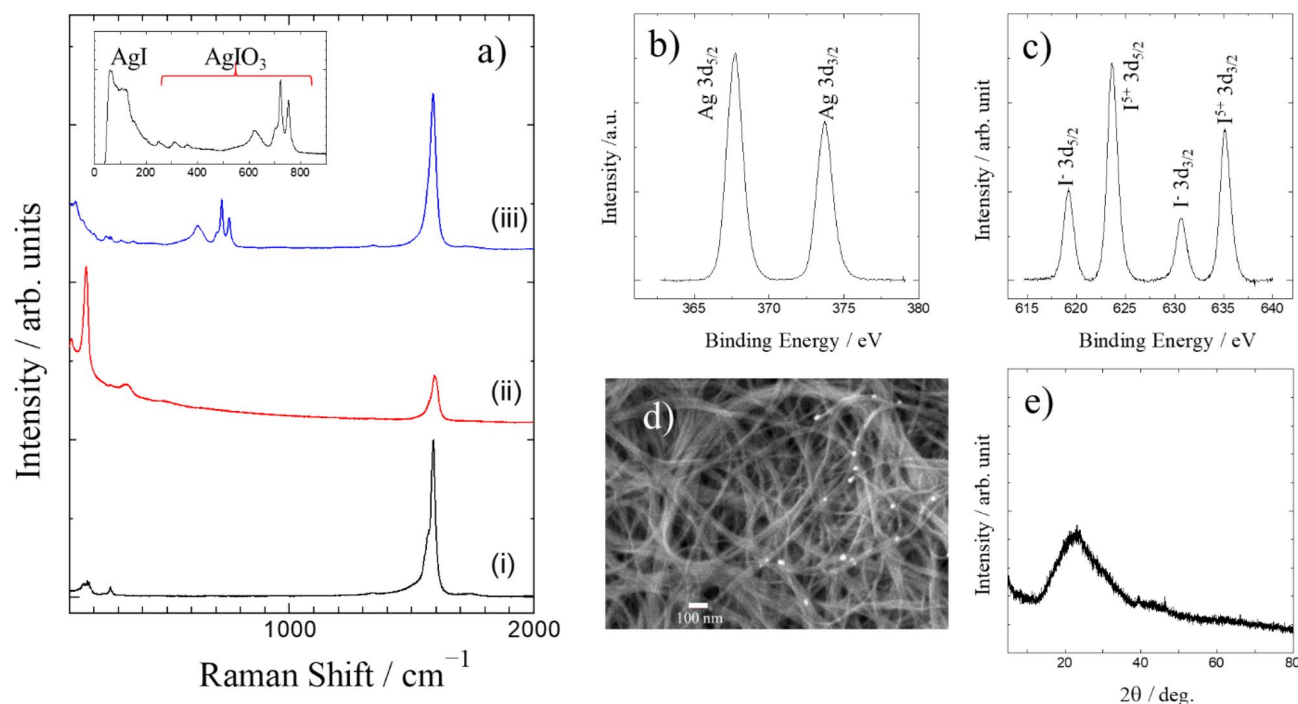 a)
AgI
AgIO₃
0 200 400 600 800
(iii)
(ii)
(i)
Intensity / arb. units
1000 2000
Raman Shift / cm⁻¹
b)
Ag 3d₅/₂
Ag 3d₃/₂
Intensity /a.u.
365 370 375 380
Binding Energy / eV
c)
I⁻ 3d₅/₂
I⁵⁺ 3d₅/₂
I⁻ 3d₃/₂
I⁵⁺ 3d₃/₂
Intensity / arb. unit
615 620 625 630 635 640
Binding Energy / eV
d)
100 nm
e)
Intensity / arb. unit
20 40 60 80
2θ / deg.